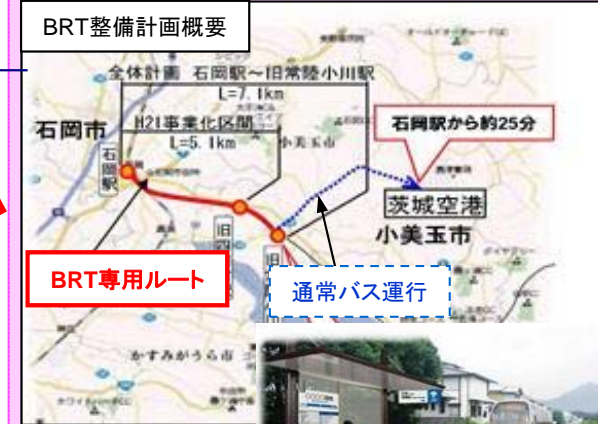 BRT整備計画概要
全体計画 石岡駅～旧常陸小川駅
L=7.1km
石岡市
H21事業化区間
L=5.1km
小美玉市
石岡駅から約25分
石岡駅
茨城空港
小美玉市
旧
旧
BRT専用ルート
通常バス運行
かすみがうら市